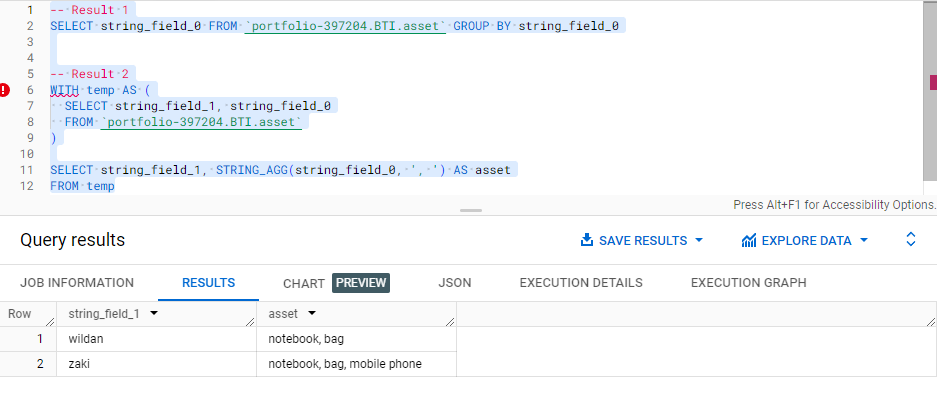 1 -- Result 1
2 SELECT string_field_0 FROM `portfolio-397204.BTI.asset` GROUP BY string_field_0
3
4
5 -- Result 2
6 WITH temp AS (
7 SELECT string_field_1, string_field_0
8 FROM `portfolio-397204.BTI.asset`
9 )
10
11 SELECT string_field_1, STRING_AGG(string_field_0, ', ') AS asset
12 FROM temp
Press Alt+F1 for Accessibility Options.
Query results SAVE RESULTS EXPLORE DATA
JOB INFORMATION RESULTS CHART PREVIEW JSON EXECUTION DETAILS EXECUTION GRAPH
Row string_field_1 asset
1 wildan notebook, bag
2 zaki notebook, bag, mobile phone